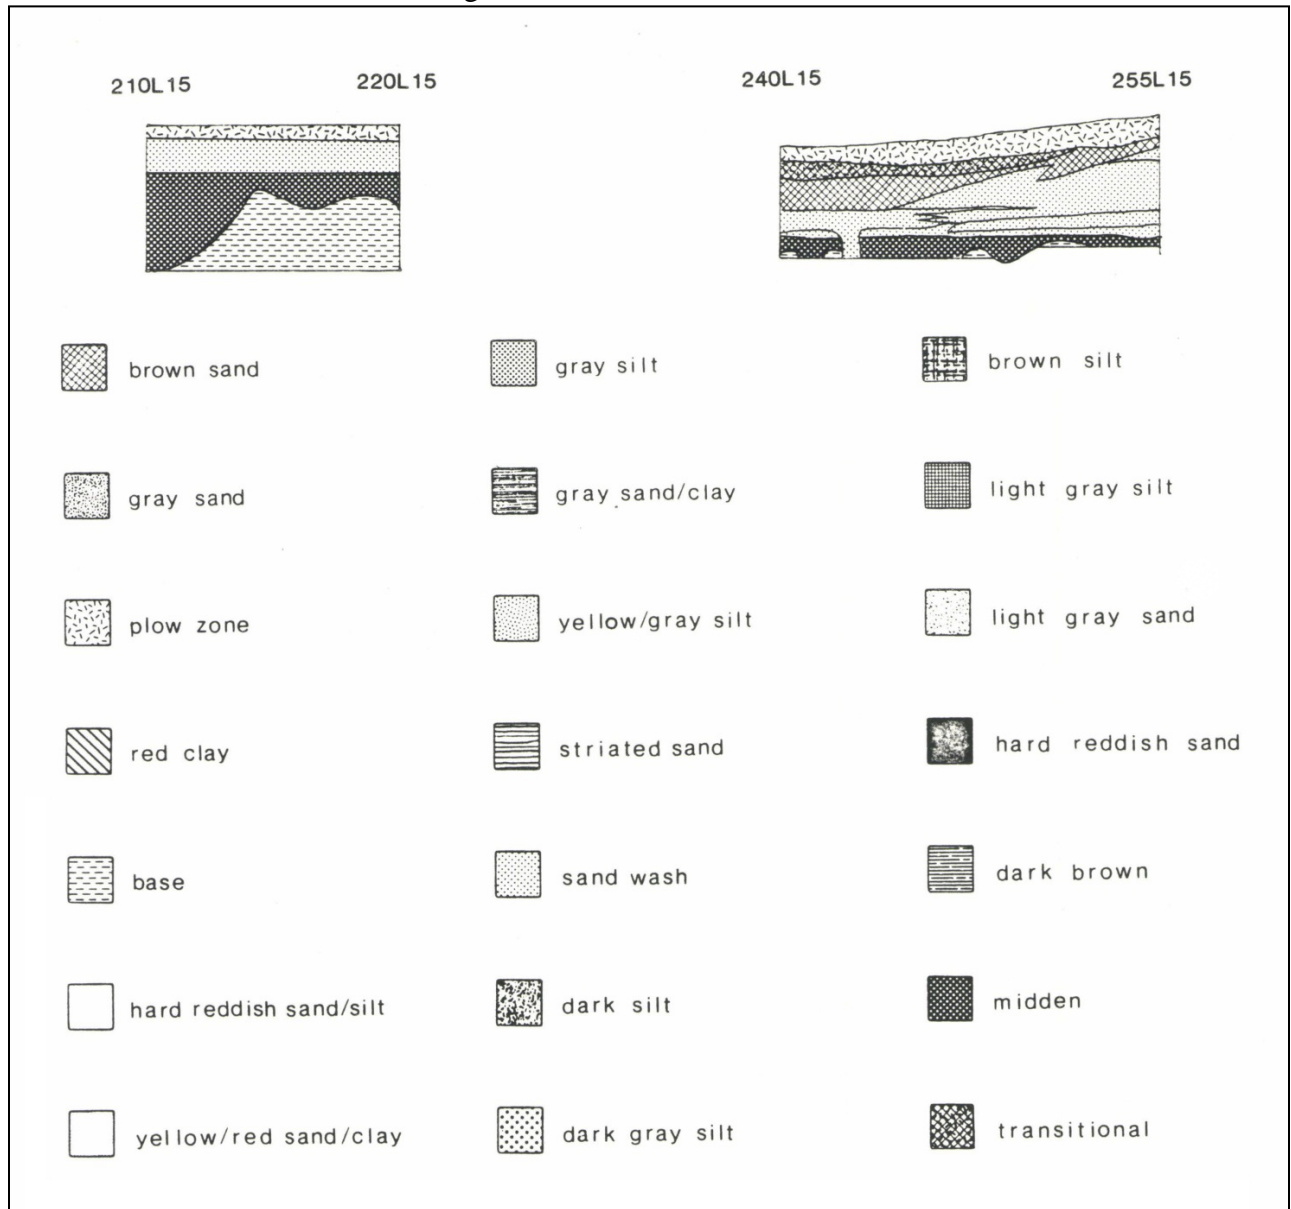 210L15 220L15 240L15 255L15
brown sand gray silt brown silt
gray sand gray sand/clay light gray silt
plow zone yellow/gray silt light gray sand
red clay striated sand hard reddish sand
base sand wash dark brown
hard reddish sand/silt dark silt midden
yellow/red sand/clay dark gray silt transitional